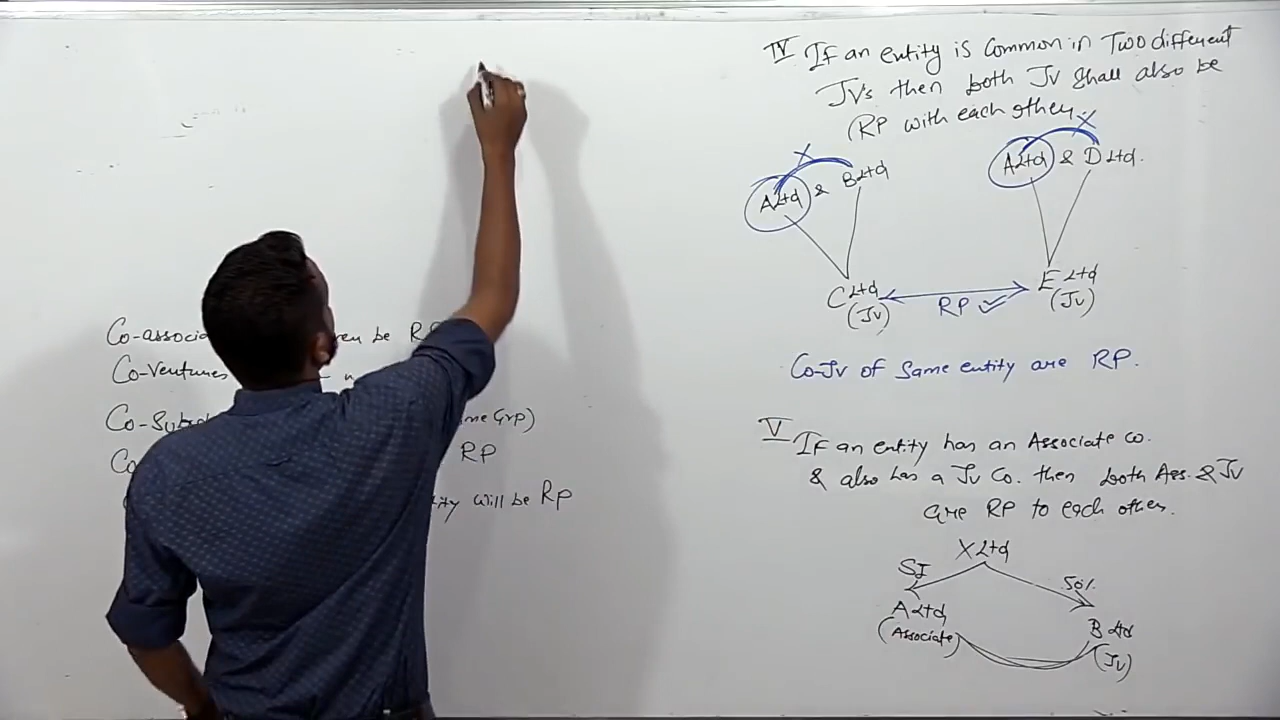 Co-associa ven be RP
Co-Ventures
Co-Subsi me Grp)
Co RP
ity will be RP
IV If an entity is Common in Two different
JV's then both JV shall also be
RP with each other.
A Ltd & B Ltd
A Ltd & D Ltd.
X
X
C Ltd
(JV)
RP ✓
E Ltd
(JV)
Co-JV of Same entity are RP.
V If an entity has an Associate co.
& also has a JV Co. then both Ass. & JV
are RP to each other.
X Ltd
SI
50%
A Ltd
(Associate)
B Ltd
(JV)